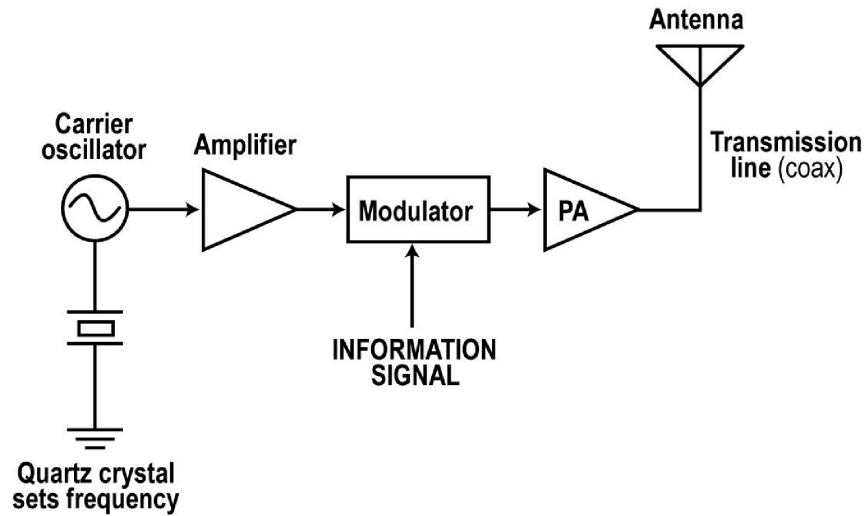 Antenna
Carrier
oscillator
Amplifier
Transmission
line (coax)
Modulator
PA
INFORMATION
SIGNAL
Quartz crystal
sets frequency